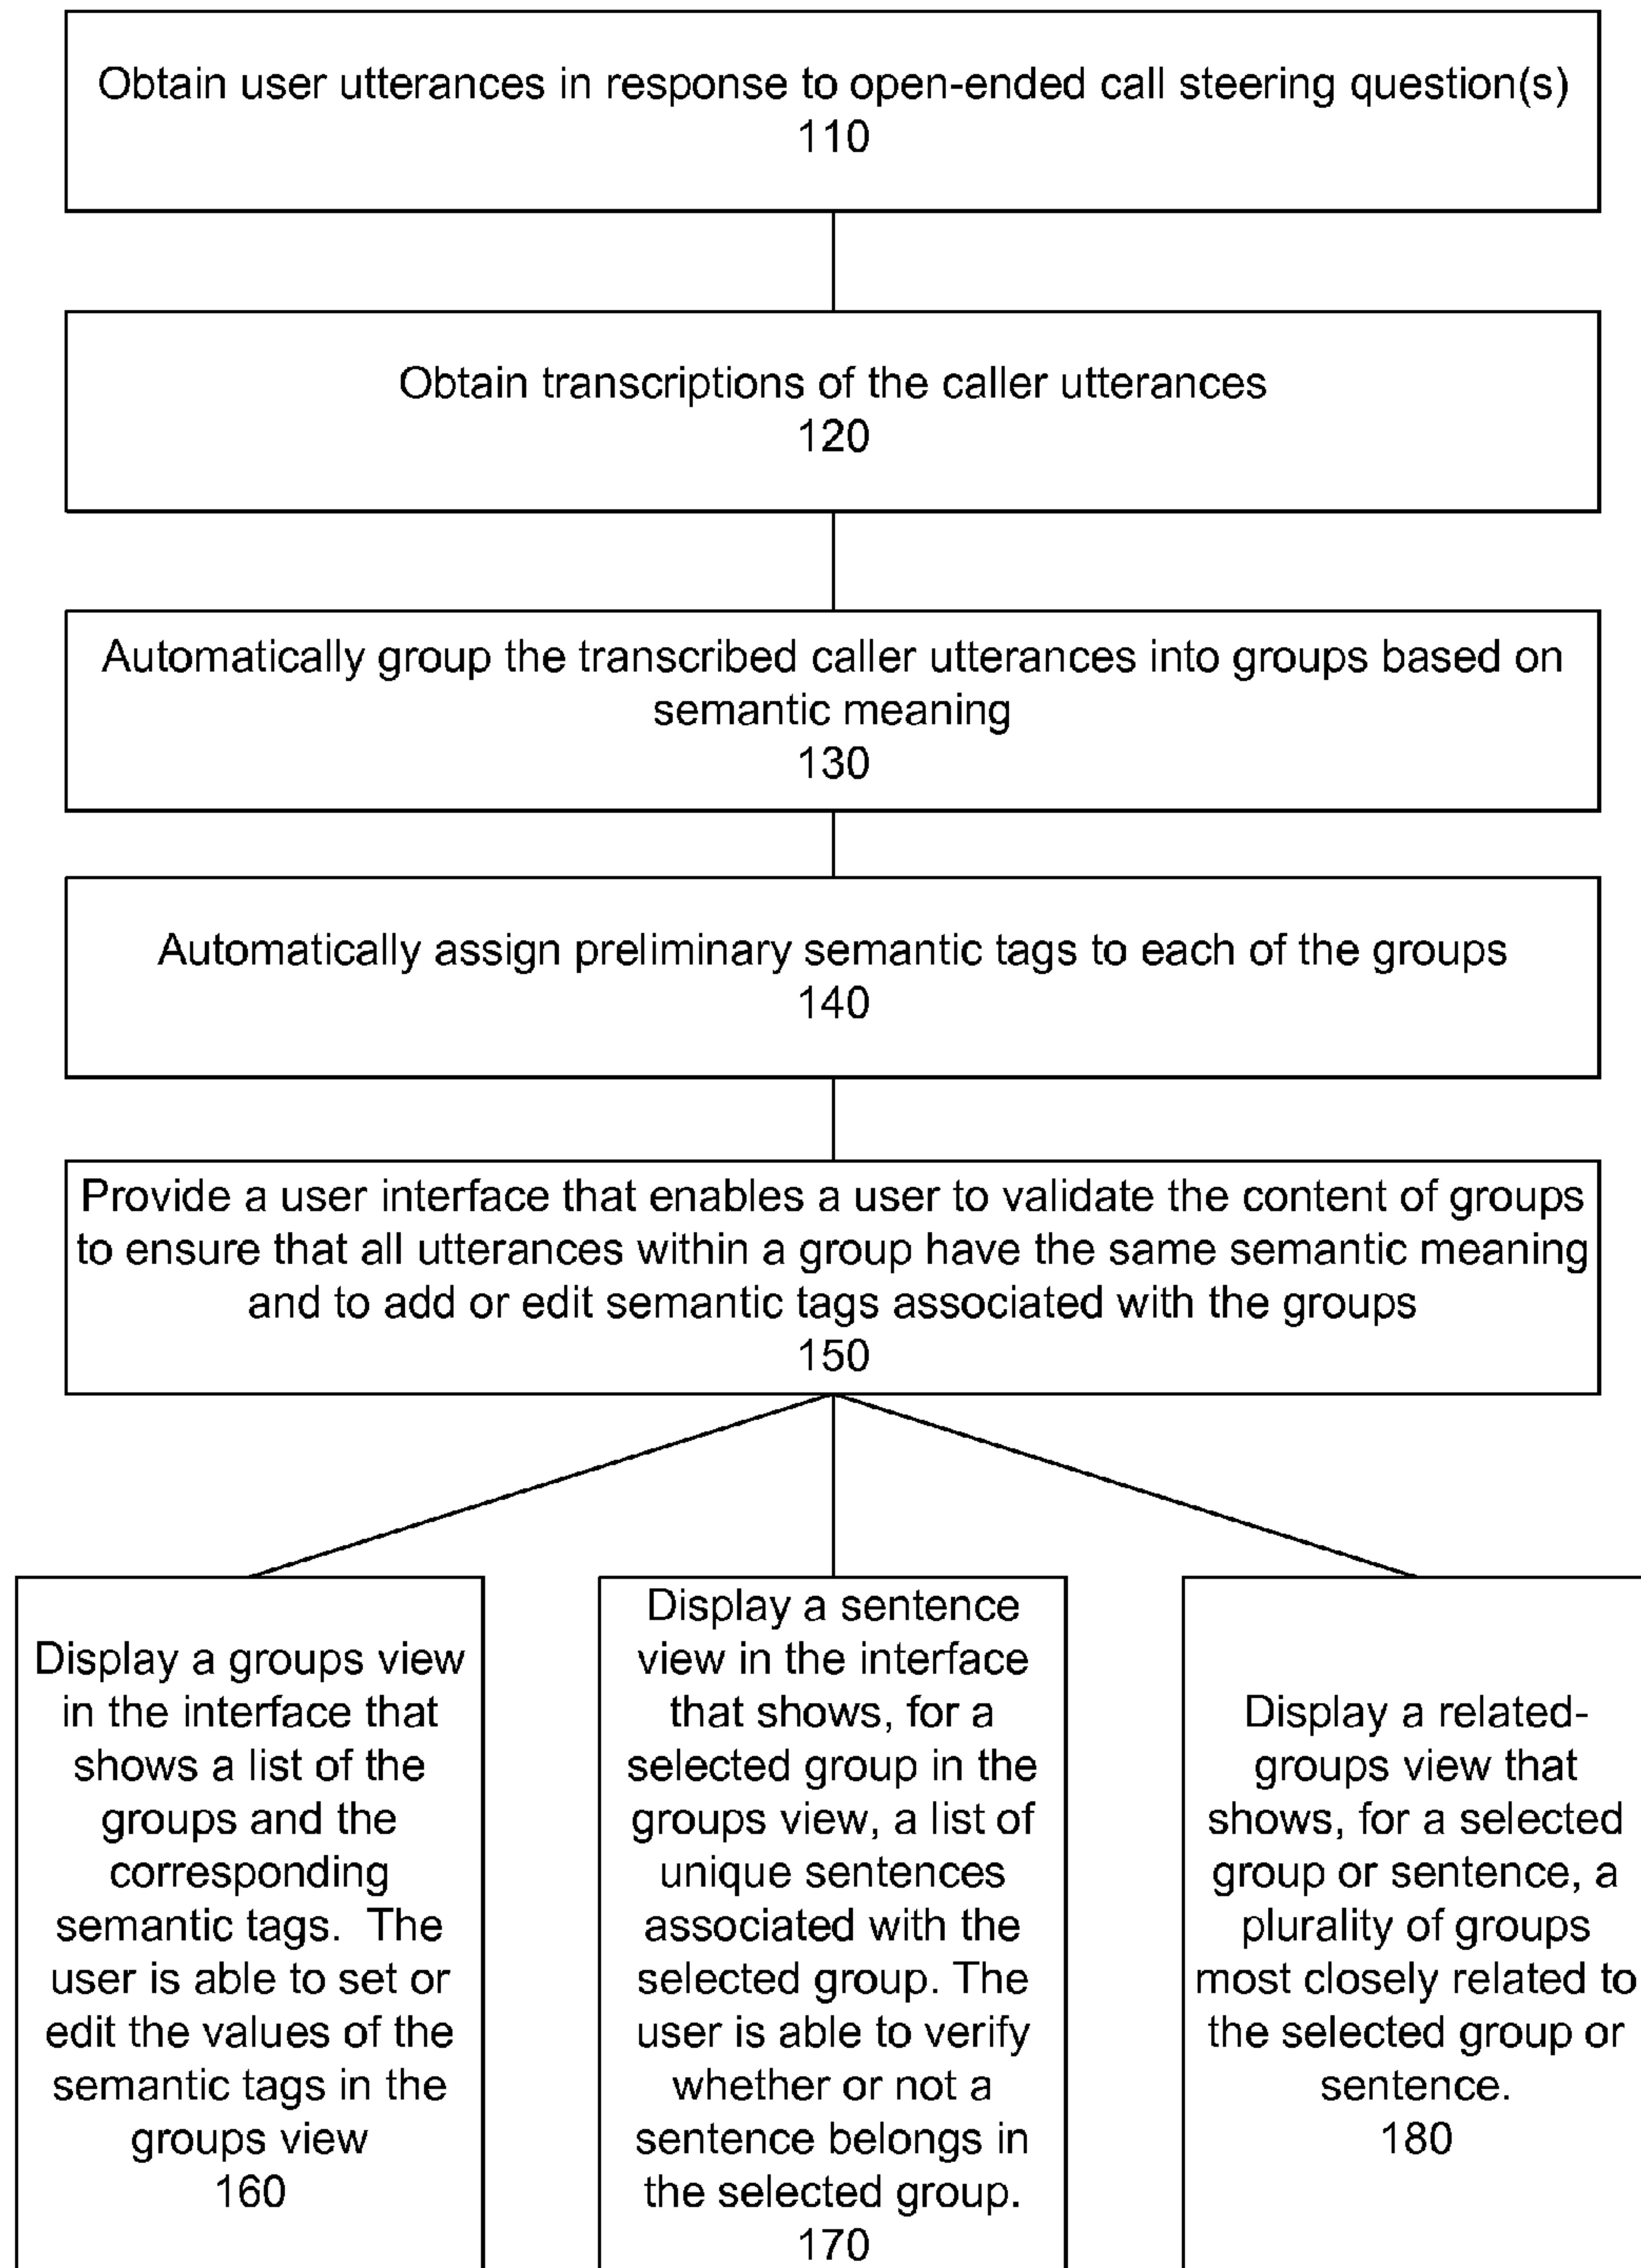 Obtain user utterances in response to open-ended call steering question(s)
110
Obtain transcriptions of the caller utterances
120
Automatically group the transcribed caller utterances into groups based on
semantic meaning
130
Automatically assign preliminary semantic tags to each of the groups
140
Provide a user interface that enables a user to validate the content of groups
to ensure that all utterances within a group have the same semantic meaning
and to add or edit semantic tags associated with the groups
150
Display a groups view
in the interface that
shows a list of the
groups and the
corresponding
semantic tags. The
user is able to set or
edit the values of the
semantic tags in the
groups view
160
Display a sentence
view in the interface
that shows, for a
selected group in the
groups view, a list of
unique sentences
associated with the
selected group. The
user is able to verify
whether or not a
sentence belongs in
the selected group.
170
Display a related-
groups view that
shows, for a selected
group or sentence, a
plurality of groups
most closely related to
the selected group or
sentence.
180